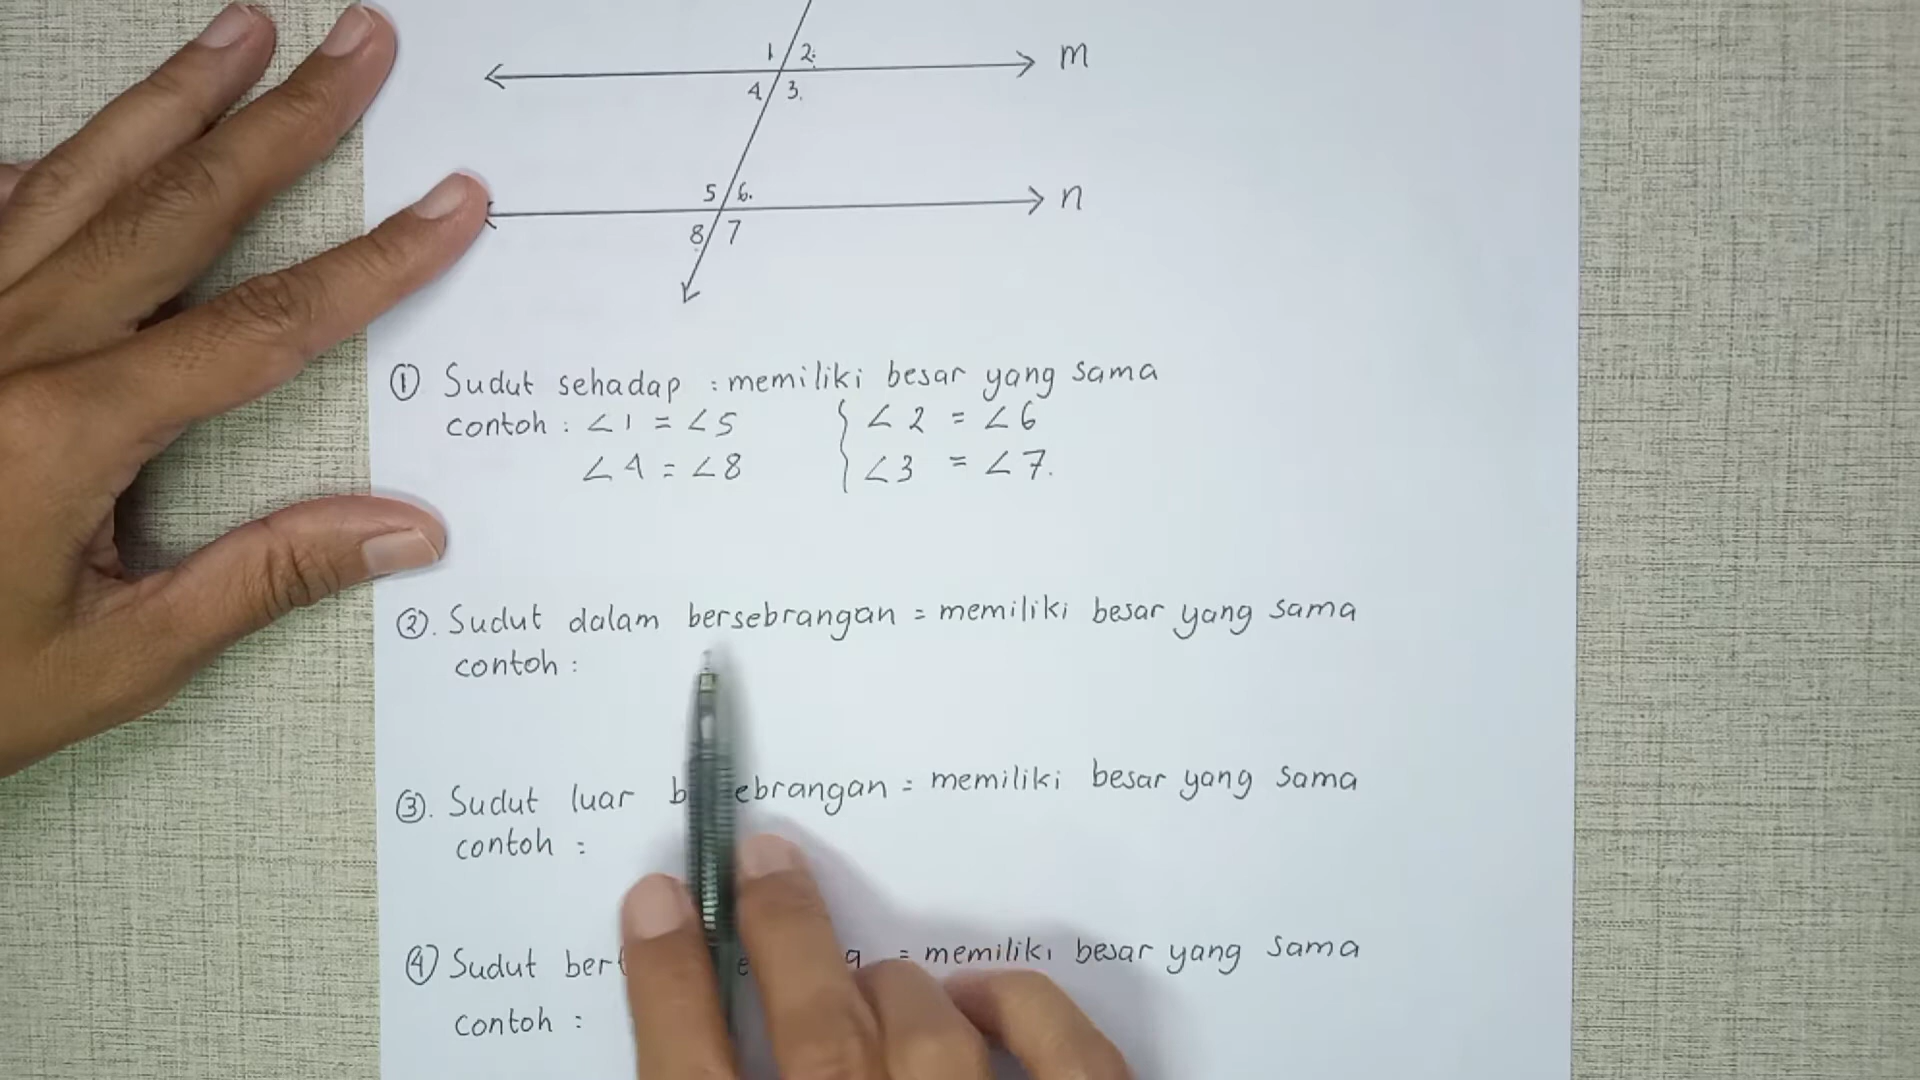 1 2.
m
4 3.
5 6.
n
8 7
① Sudut sehadap : memiliki besar yang sama
contoh : ∠1 = ∠5 ∠2 = ∠6
∠4 = ∠8 ∠3 = ∠7.
②. Sudut dalam bersebrangan = memiliki besar yang sama
contoh :
③. Sudut luar = memiliki besar yang sama
contoh :
④ Sudut = memiliki besar yang sama
contoh :